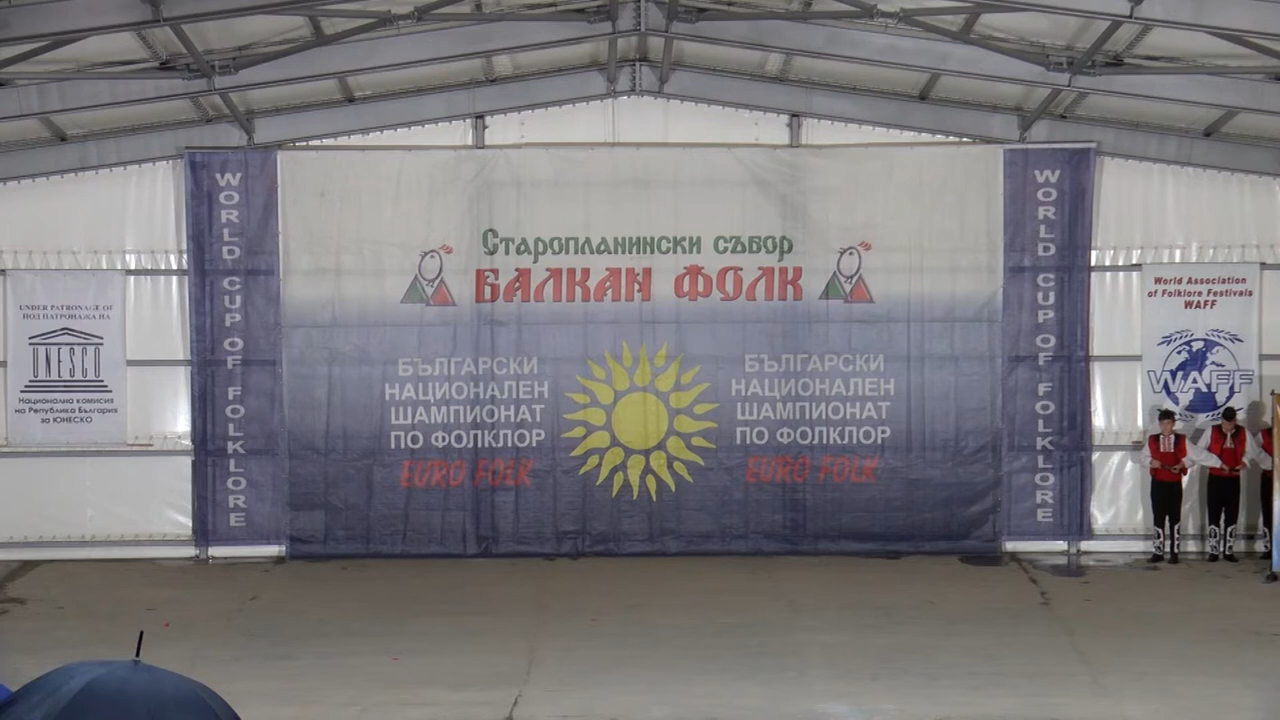 UNDER PATRONAGE OF
ПОД ПАТРОНАЖА НА
UNESCO
Национална комисия
на Република България
за ЮНЕСКО
WORLD CUP OF FOLKLORE
Старопланински събор
БАЛКАН ФОЛК
БЪЛГАРСКИ
НАЦИОНАЛЕН
ШАМПИОНАТ
ПО ФОЛКЛОР
EURO FOLK
БЪЛГАРСКИ
НАЦИОНАЛЕН
ШАМПИОНАТ
ПО ФОЛКЛОР
EURO FOLK
WORLD CUP OF FOLKLORE
World Association
of Folklore Festivals
WAFF
WAFF